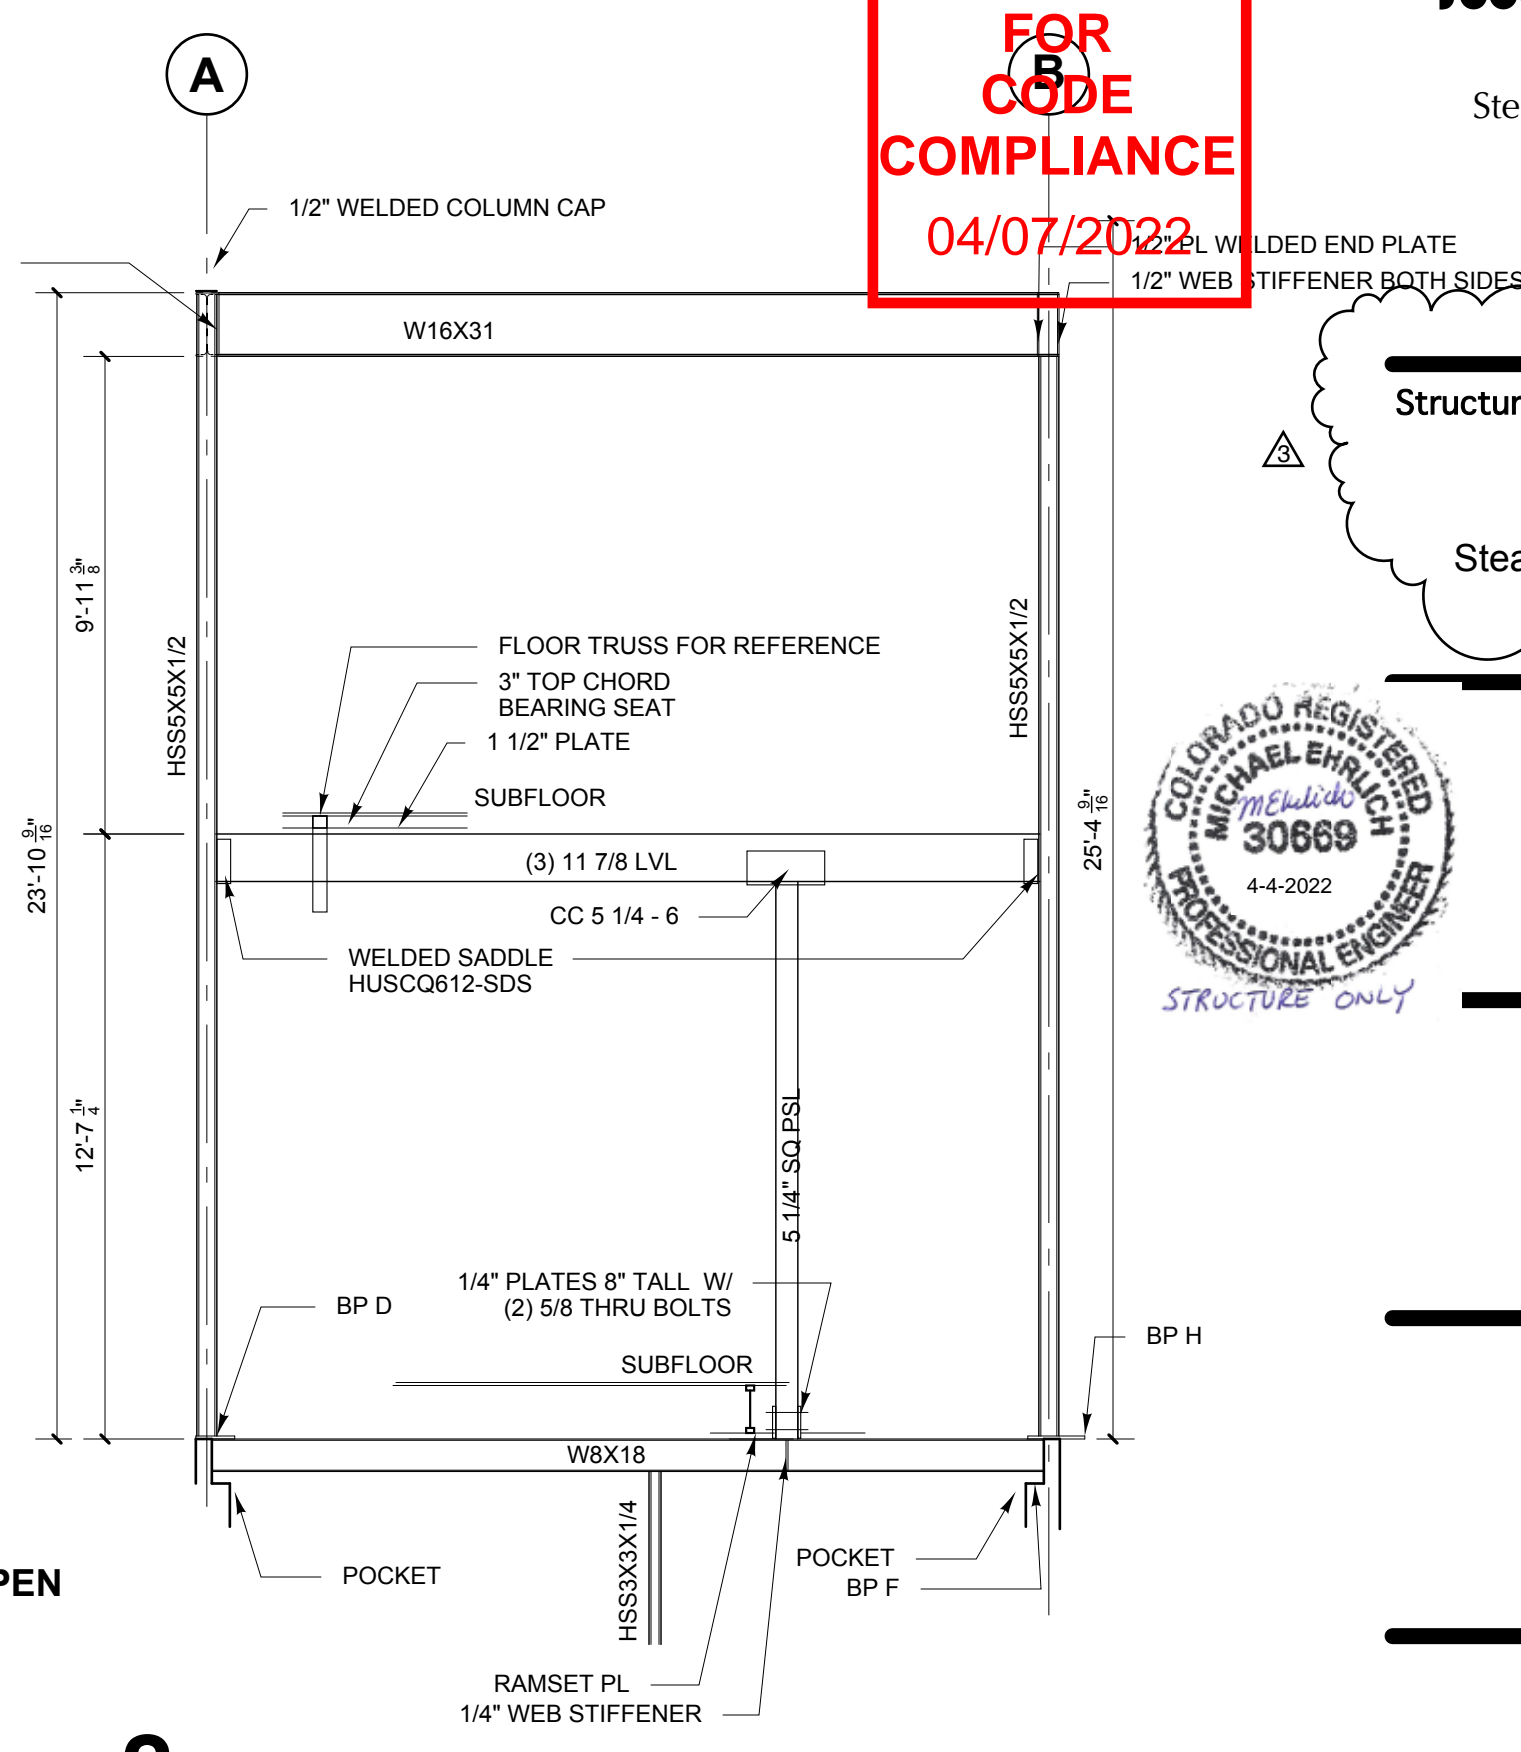 A
B
FOR
CODE
COMPLIANCE
04/07/2022
Ste
1/2" WELDED COLUMN CAP
1/2" PL WELDED END PLATE
1/2" WEB STIFFENER BOTH SIDES
W16X31
Structur
3
Stea
9'-11 3/8"
HSS5X5X1/2
HSS5X5X1/2
FLOOR TRUSS FOR REFERENCE
3" TOP CHORD
BEARING SEAT
1 1/2" PLATE
SUBFLOOR
COLORADO REGISTERED
MICHAEL EHRLICH
MEhrlich
30669
4-4-2022
PROFESSIONAL ENGINEER
STRUCTURE ONLY
23'-10 9/16"
25'-4 9/16"
(3) 11 7/8 LVL
CC 5 1/4 - 6
WELDED SADDLE
HUSCQ612-SDS
12'-7 1/4"
5 1/4" SQ PSL
1/4" PLATES 8" TALL W/
(2) 5/8 THRU BOLTS
BP D
BP H
SUBFLOOR
W8X18
HSS3X3X1/4
POCKET
POCKET
BP F
PEN
RAMSET PL
1/4" WEB STIFFENER